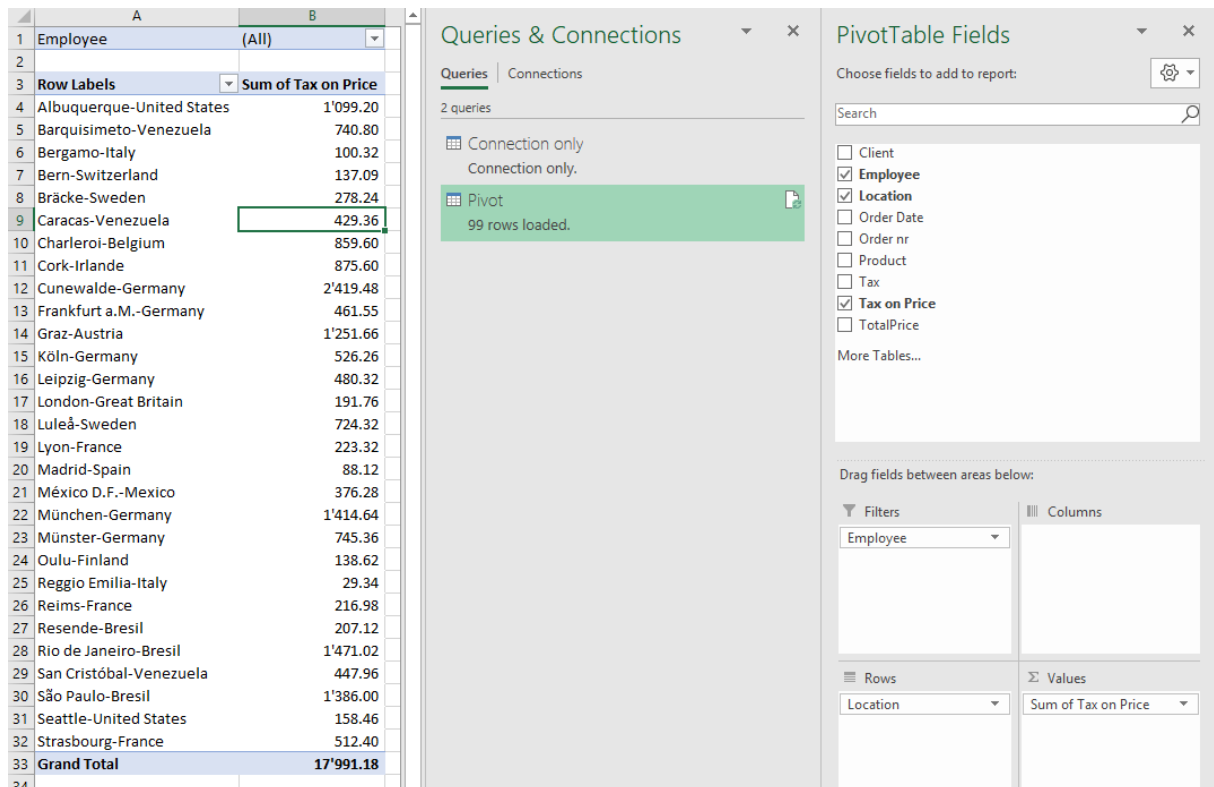 A B
1 Employee (All)
2
3 Row Labels Sum of Tax on Price
4 Albuquerque-United States 1'099.20
5 Barquisimeto-Venezuela 740.80
6 Bergamo-Italy 100.32
7 Bern-Switzerland 137.09
8 Bräcke-Sweden 278.24
9 Caracas-Venezuela 429.36
10 Charleroi-Belgium 859.60
11 Cork-Irlande 875.60
12 Cunewalde-Germany 2'419.48
13 Frankfurt a.M.-Germany 461.55
14 Graz-Austria 1'251.66
15 Köln-Germany 526.26
16 Leipzig-Germany 480.32
17 London-Great Britain 191.76
18 Luleå-Sweden 724.32
19 Lyon-France 223.32
20 Madrid-Spain 88.12
21 México D.F.-Mexico 376.28
22 München-Germany 1'414.64
23 Münster-Germany 745.36
24 Oulu-Finland 138.62
25 Reggio Emilia-Italy 29.34
26 Reims-France 216.98
27 Resende-Bresil 207.12
28 Rio de Janeiro-Bresil 1'471.02
29 San Cristóbal-Venezuela 447.96
30 São Paulo-Bresil 1'386.00
31 Seattle-United States 158.46
32 Strasbourg-France 512.40
33 Grand Total 17'991.18
34
Queries & Connections
Queries Connections
2 queries
Connection only
Connection only.
Pivot
99 rows loaded.
PivotTable Fields
Choose fields to add to report:
Search
Client
Employee
Location
Order Date
Order nr
Product
Tax
Tax on Price
TotalPrice
More Tables...
Drag fields between areas below:
Filters
Employee
Columns
Rows
Location
Σ Values
Sum of Tax on Price